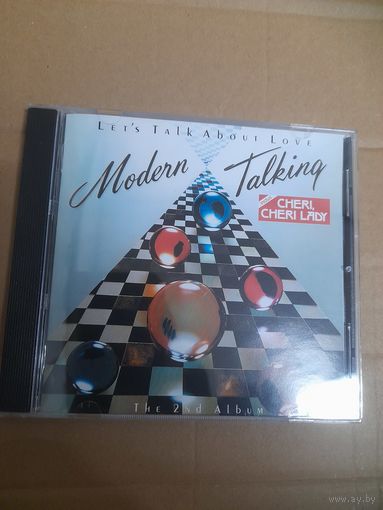 LET'S TALK ABOUT LOVE
Modern Talking
CHERI,
CHERI LADY
THE 2ND ALBUM
www.ay.by